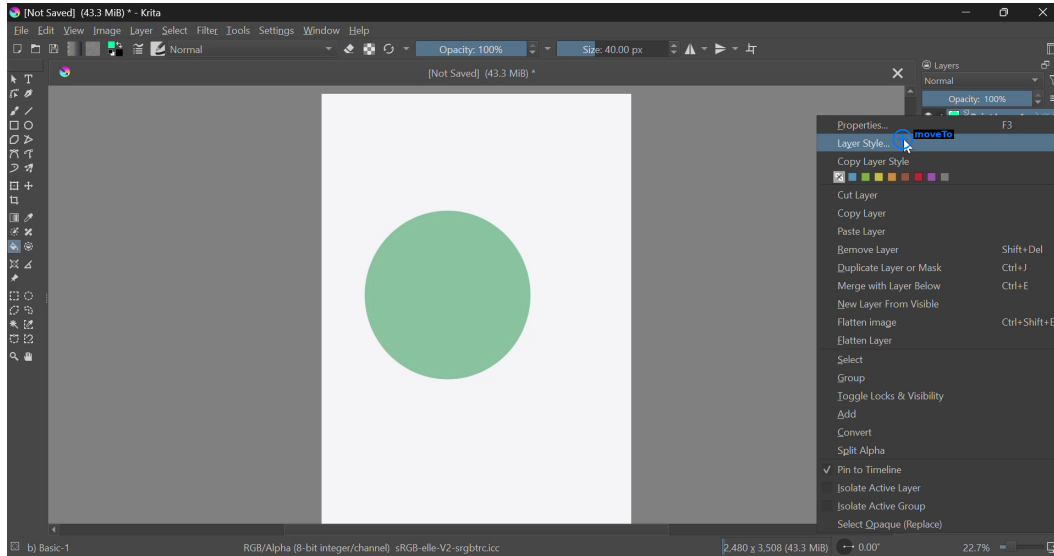 [Not Saved] (43.3 MiB) * - Krita
File Edit View Image Layer Select Filter Tools Settings Window Help
Normal Opacity: 100% Size: 40.00 px
[Not Saved] (43.3 MiB) *
Layers
Normal
Opacity: 100%
Properties... F3
moveTo
Layer Style...
Copy Layer Style
Cut Layer
Copy Layer
Paste Layer
Remove Layer Shift+Del
Duplicate Layer or Mask Ctrl+J
Merge with Layer Below Ctrl+E
New Layer From Visible
Flatten image Ctrl+Shift+E
Flatten Layer
Select
Group
Toggle Locks & Visibility
Add
Convert
Split Alpha
Pin to Timeline
Isolate Active Layer
Isolate Active Group
Select Opaque (Replace)
b) Basic-1 RGB/Alpha (8-bit integer/channel) sRGB-elle-V2-srgbtrc.icc 2,480 x 3,508 (43.3 MiB) 0.00° 22.7%